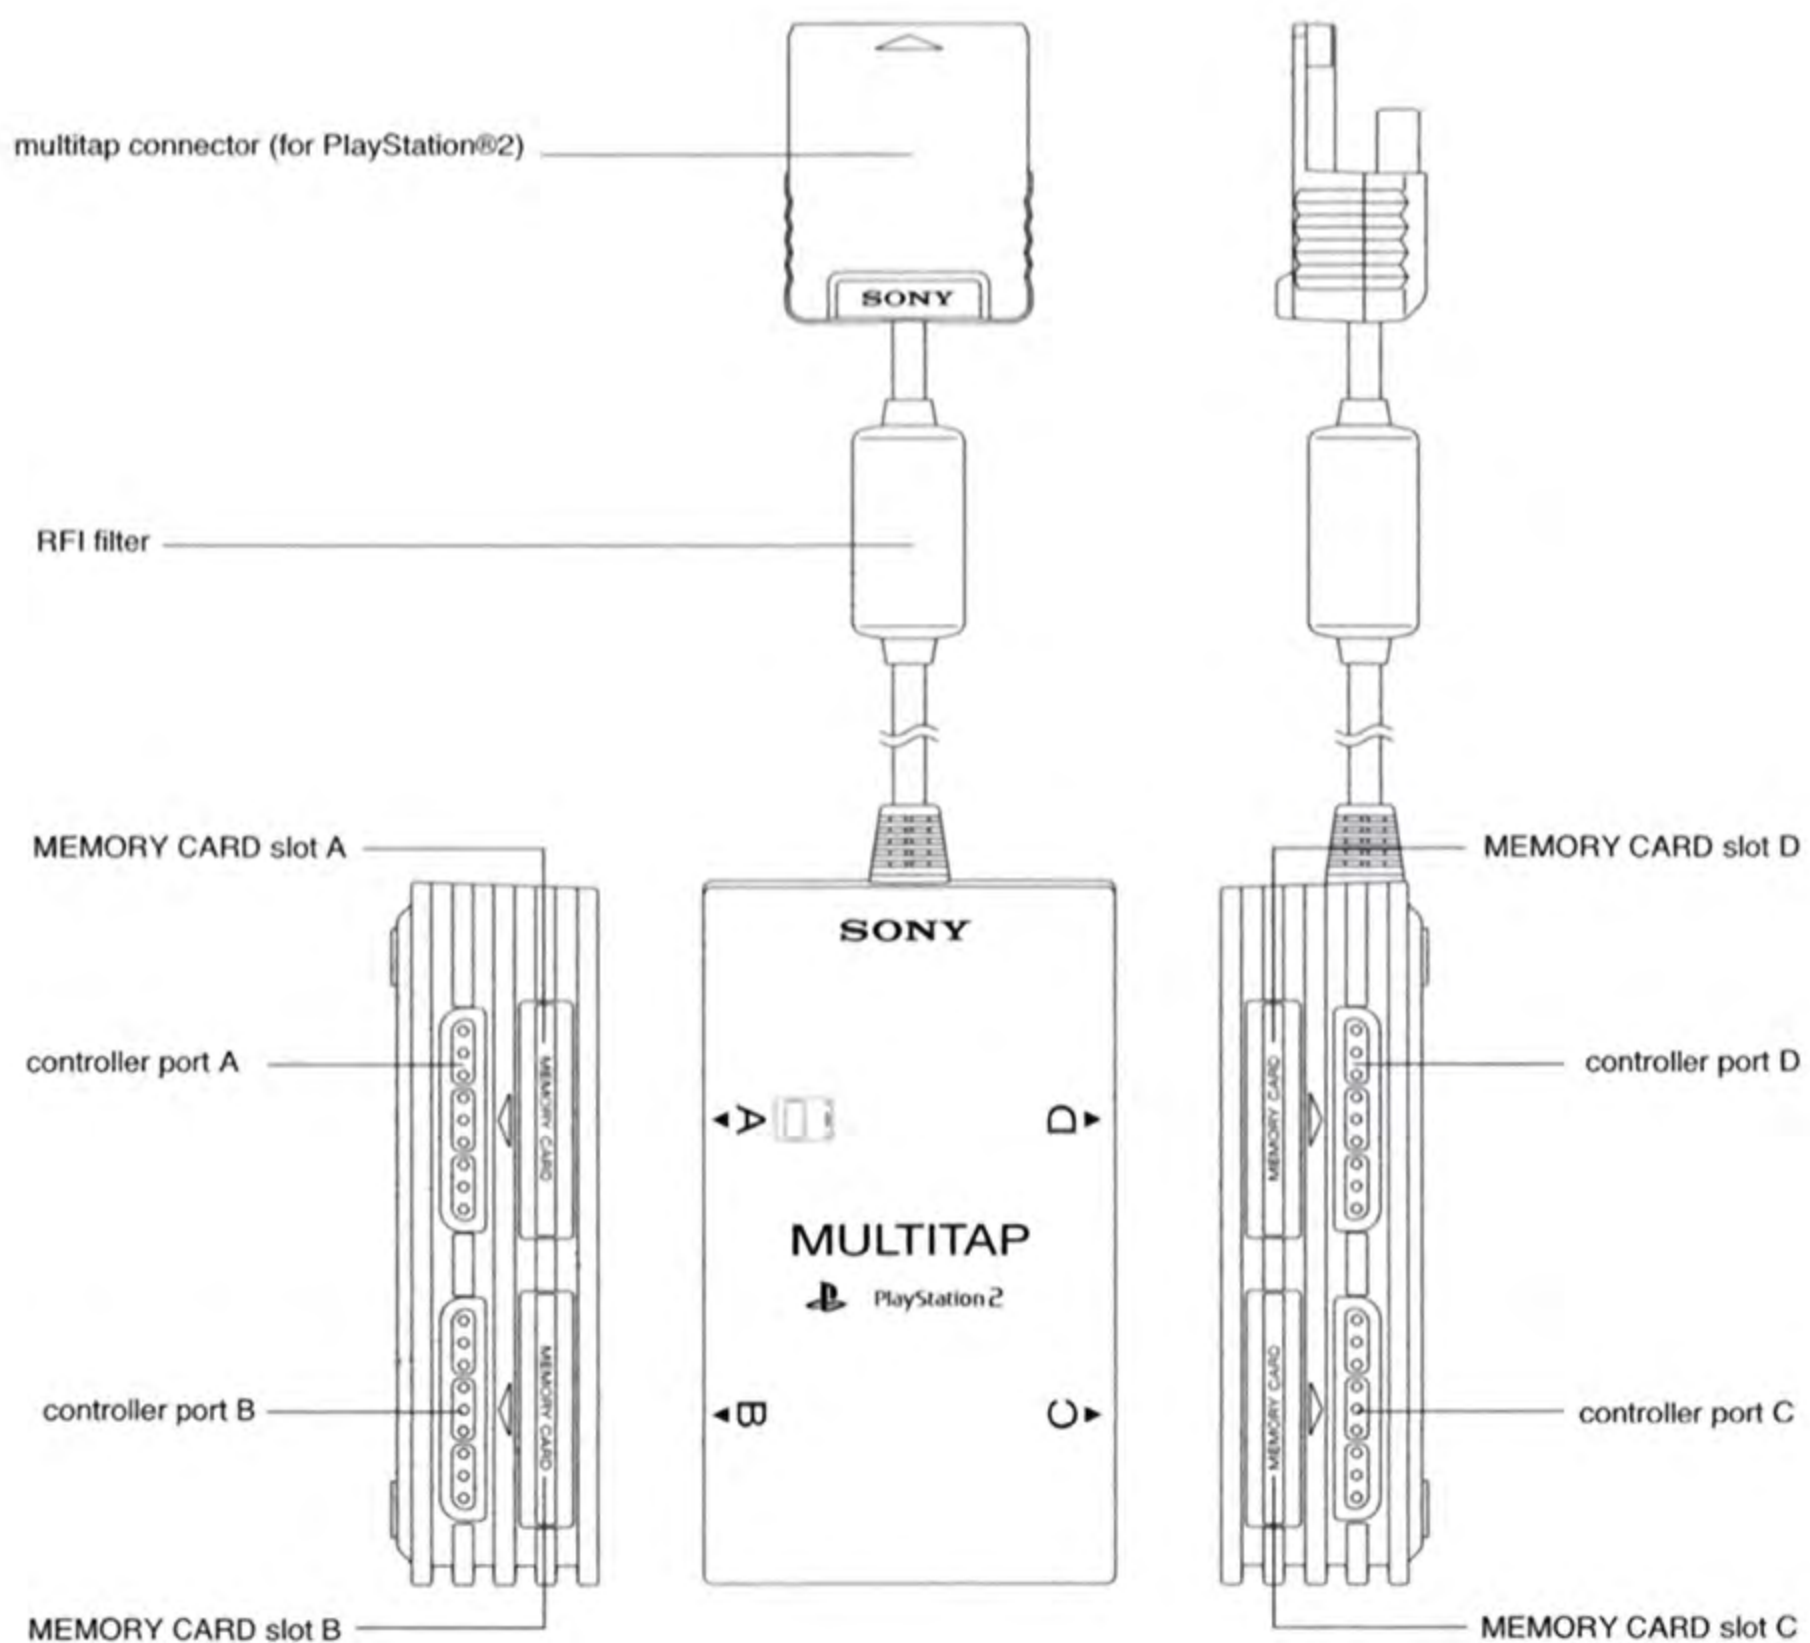 multitap connector (for PlayStation®2)
SONY
RFI filter
MEMORY CARD slot A
MEMORY CARD slot D
SONY
controller port A
controller port D
MEMORY CARD
MEMORY CARD
A
D
MULTITAP
PlayStation 2
MEMORY CARD
MEMORY CARD
controller port B
B
C
controller port C
MEMORY CARD slot B
MEMORY CARD slot C